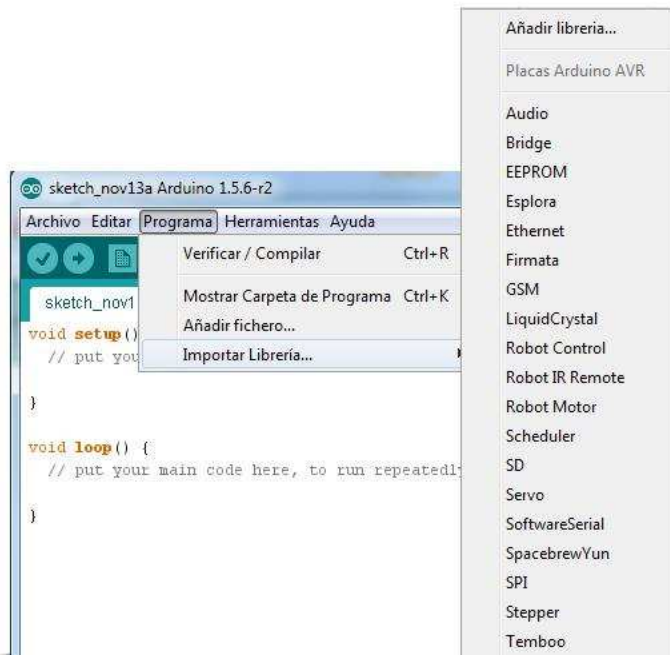 sketch_nov13a Arduino 1.5.6-r2
Archivo Editar Programa Herramientas Ayuda
Verificar / Compilar Ctrl+R
Mostrar Carpeta de Programa Ctrl+K
Añadir fichero...
Importar Librería...
sketch_nov1
void setup()
// put you
}
void loop() {
// put your main code here, to run repeatedly
}
Añadir libreria...
Placas Arduino AVR
Audio
Bridge
EEPROM
Esplora
Ethernet
Firmata
GSM
LiquidCrystal
Robot Control
Robot IR Remote
Robot Motor
Scheduler
SD
Servo
SoftwareSerial
SpacebrewYun
SPI
Stepper
Temboo